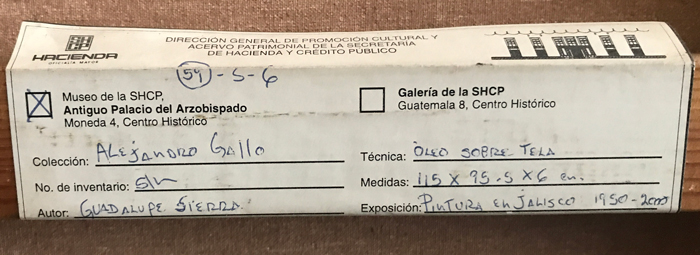 HACIENDA
OFICIALÍA MAYOR
DIRECCIÓN GENERAL DE PROMOCIÓN CULTURAL Y
ACERVO PATRIMONIAL DE LA SECRETARÍA
DE HACIENDA Y CRÉDITO PÚBLICO
59-5-6
Museo de la SHCP,
Antiguo Palacio del Arzobispado
Moneda 4, Centro Histórico
Galería de la SHCP
Guatemala 8, Centro Histórico
Colección: ALEJANDRO GALLO
No. de inventario: S/N
Autor: GUADALUPE SIERRA
Técnica: ÓLEO SOBRE TELA
Medidas: 115 X 95.5 X 6 cm.
Exposición: PINTURA EN JALISCO 1950-2000